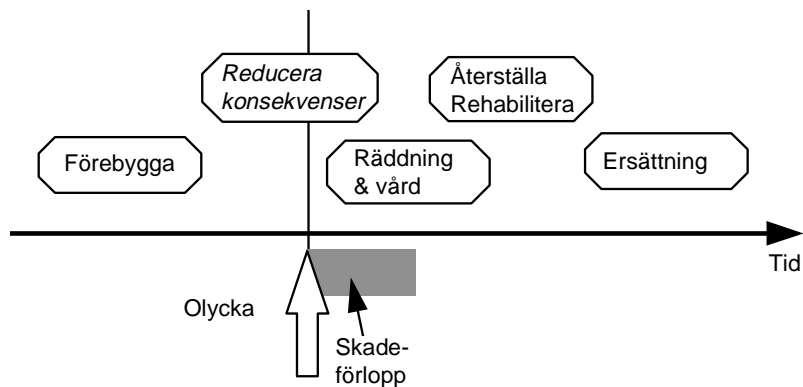 Reducera
konsekvenser
Återställa
Rehabilitera
Förebygga
Räddning
& vård
Ersättning
Tid
Olycka
Skade-
förlopp